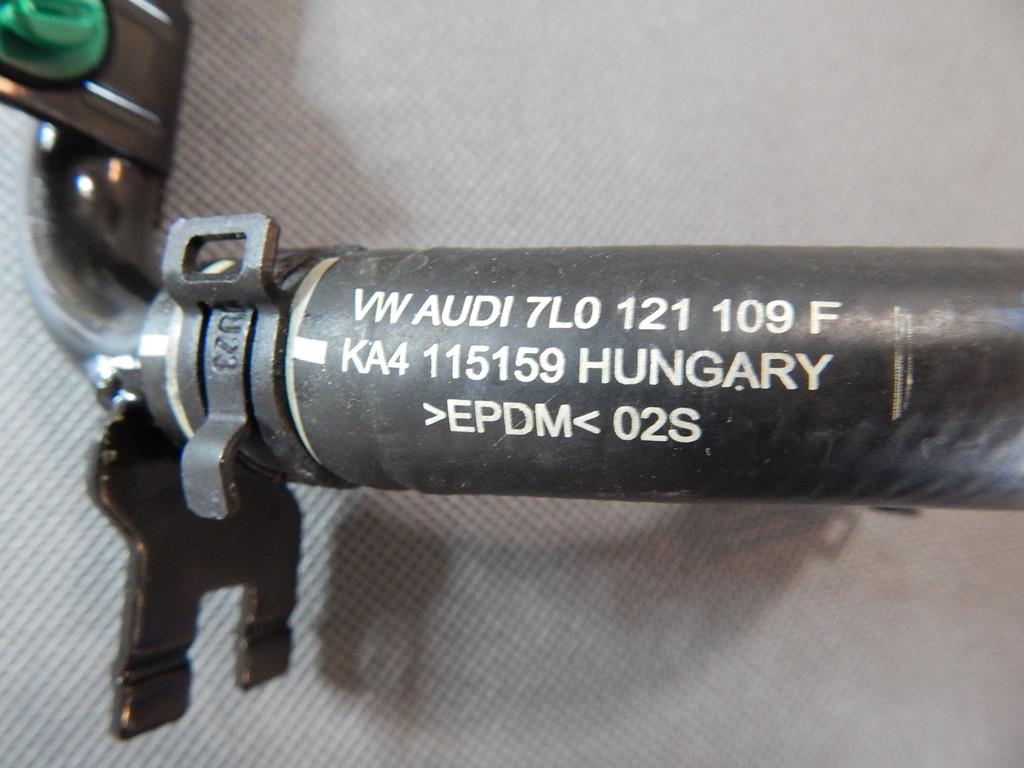 VW AUDI 7L0 121 109 F
KA4 115159 HUNGARY
>EPDM< 02S